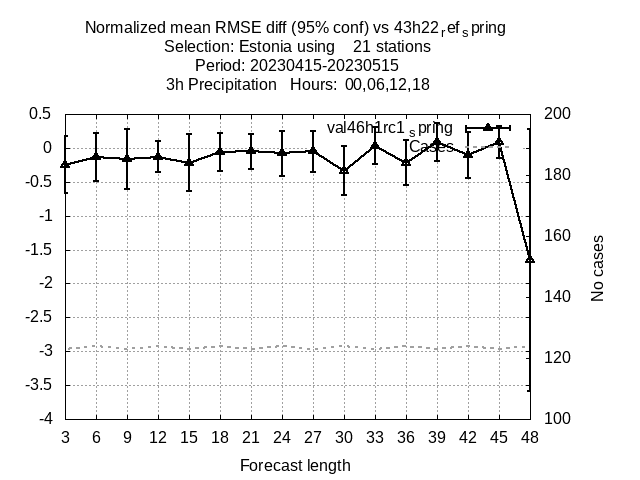 Normalized mean RMSE diff (95% conf) vs 43h22ref spring
Selection: Estonia using 21 stations
Period: 20230415-20230515
3h Precipitation Hours: 00,06,12,18
val46h1rc1spring
Cases
0.5
0
-0.5
-1
-1.5
-2
-2.5
-3
-3.5
-4
200
180
160
140
120
100
No cases
3 6 9 12 15 18 21 24 27 30 33 36 39 42 45 48
Forecast length